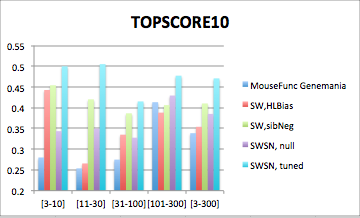 TOPSCORE10
0.55
0.5
0.45
0.4
0.35
0.3
0.25
0.2
[3-10] [11-30] [31-100] [101-300] [3-300]
MouseFunc Genemania
SW,HLBias
SW,sibNeg
SWSN, null
SWSN, tuned